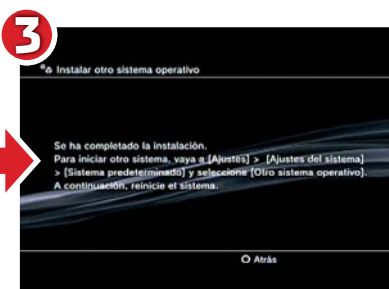 3
Instalar otro sistema operativo
Se ha completado la instalación.
Para iniciar otro sistema, vaya a [Ajustes] > [Ajustes del sistema]
> [Sistema predeterminado] y seleccione [Otro sistema operativo].
A continuación, reinicie el sistema.
Atrás